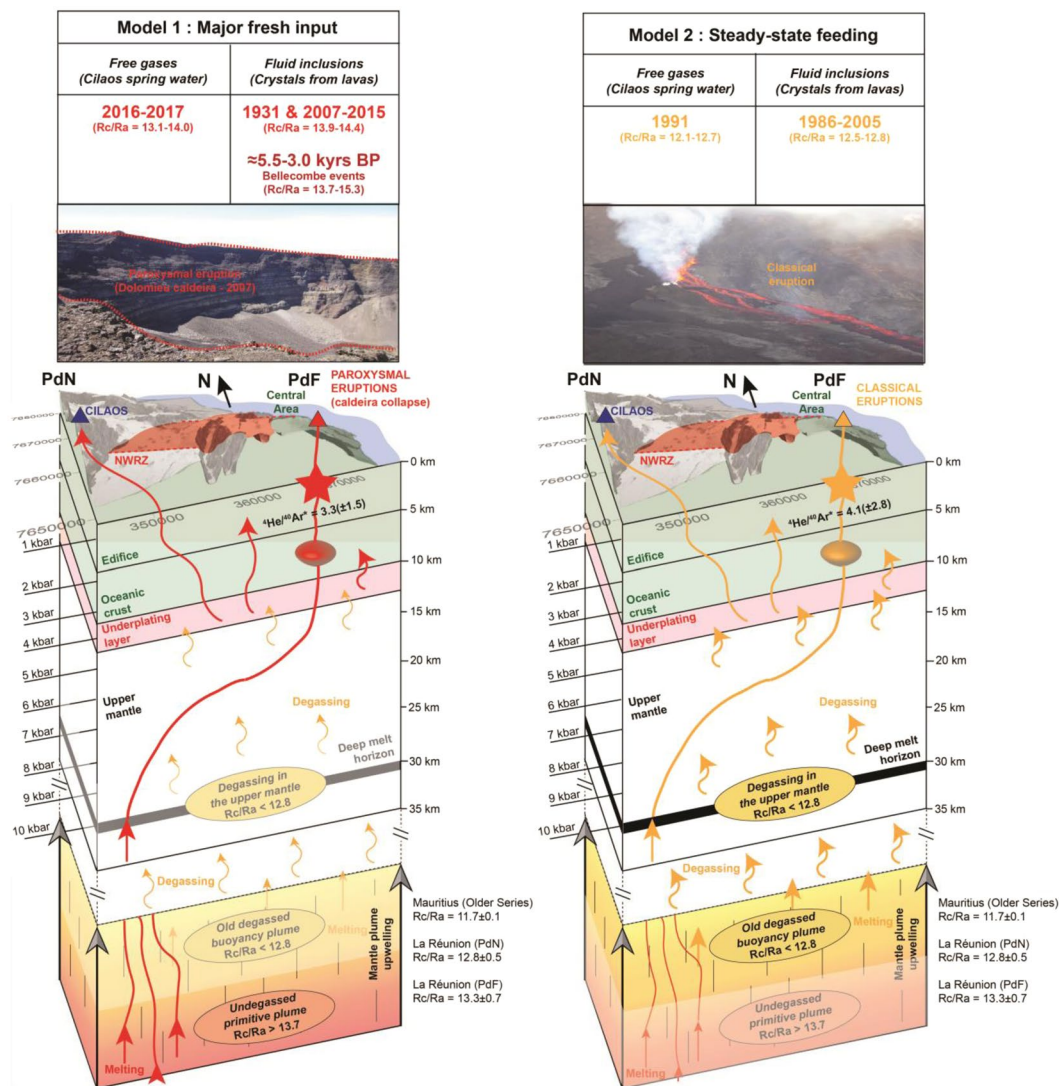 Model 1 : Major fresh input
Free gases
(Cilaos spring water)
Fluid inclusions
(Crystals from lavas)
2016-2017
(Rc/Ra = 13.1-14.0)
1931 & 2007-2015
(Rc/Ra = 13.9-14.4)
≈5.5-3.0 kyrs BP
Bellecombe events
(Rc/Ra = 13.7-15.3)
Paroxysmal eruption
(Dolomieu caldeira - 2007)
PdN
N
PdF
PAROXYSMAL
ERUPTIONS
(caldeira collapse)
CILAOS
Central
Area
NWRZ
7670000
7660000
7650000
350000
360000
⁴He/⁴⁰Ar* = 3.3(±1.5)
0 km
5 km
10 km
15 km
20 km
25 km
30 km
35 km
1 kbar
2 kbar
3 kbar
4 kbar
5 kbar
6 kbar
7 kbar
8 kbar
9 kbar
10 kbar
Edifice
Oceanic
crust
Underplating
layer
Upper
mantle
Degassing
Deep melt
horizon
Degassing in
the upper mantle
Rc/Ra < 12.8
Degassing
Old degassed
buoyancy plume
Rc/Ra < 12.8
Melting
Mantle plume
upwelling
Undegassed
primitive plume
Rc/Ra > 13.7
Melting
Mauritius (Older Series)
Rc/Ra = 11.7±0.1
La Réunion (PdN)
Rc/Ra = 12.8±0.5
La Réunion (PdF)
Rc/Ra = 13.3±0.7
Model 2 : Steady-state feeding
Free gases
(Cilaos spring water)
Fluid inclusions
(Crystals from lavas)
1991
(Rc/Ra = 12.1-12.7)
1986-2005
(Rc/Ra = 12.5-12.8)
Classical
eruption
PdN
N
PdF
CLASSICAL
ERUPTIONS
CILAOS
Central
Area
NWRZ
7670000
7660000
7650000
350000
360000
⁴He/⁴⁰Ar* = 4.1(±2.8)
0 km
5 km
10 km
15 km
20 km
25 km
30 km
35 km
1 kbar
2 kbar
3 kbar
4 kbar
5 kbar
6 kbar
7 kbar
8 kbar
9 kbar
10 kbar
Edifice
Oceanic
crust
Underplating
layer
Upper
mantle
Degassing
Deep melt
horizon
Degassing in
the upper mantle
Rc/Ra < 12.8
Degassing
Old degassed
buoyancy plume
Rc/Ra < 12.8
Melting
Mantle plume
upwelling
Undegassed
primitive plume
Rc/Ra > 13.7
Melting
Mauritius (Older Series)
Rc/Ra = 11.7±0.1
La Réunion (PdN)
Rc/Ra = 12.8±0.5
La Réunion (PdF)
Rc/Ra = 13.3±0.7